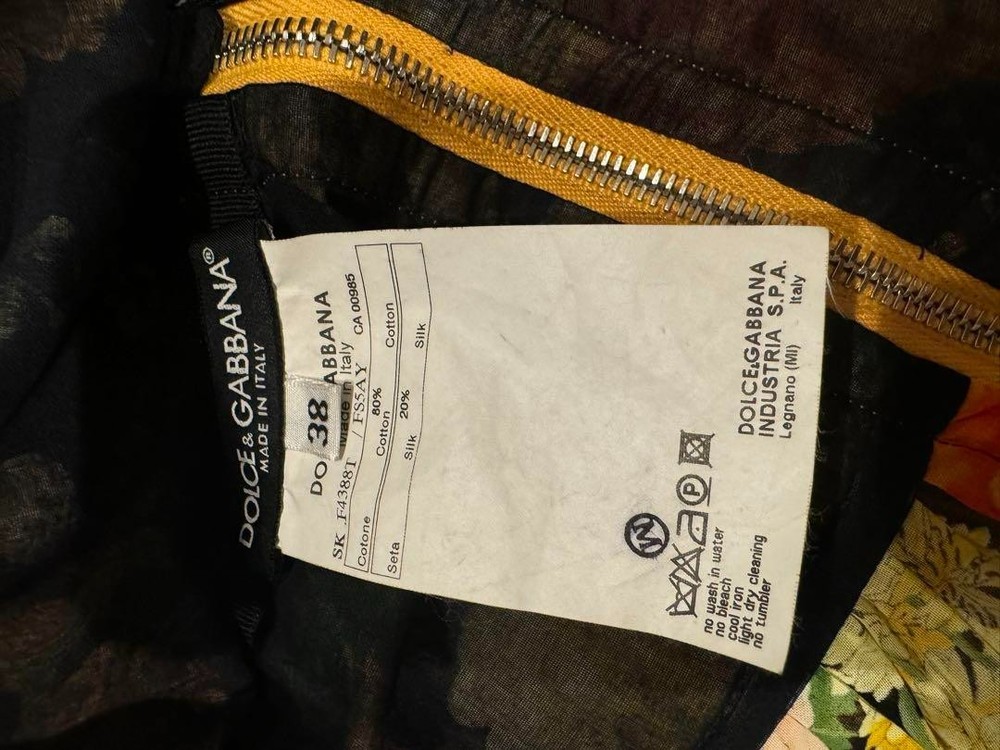 DOLCE & GABBANA®
MADE IN ITALY
38
DO ABBANA
Made in Italy CA 00985
SK .F4388T / FS5AY
Cotone 80% Cotton Cotton
Seta 20% Silk Silk
M
P
no wash in water
no bleach
cool iron
light dry cleaning
no tumbler
DOLCE&GABBANA
INDUSTRIA S.P.A.
Legnano (MI) Italy